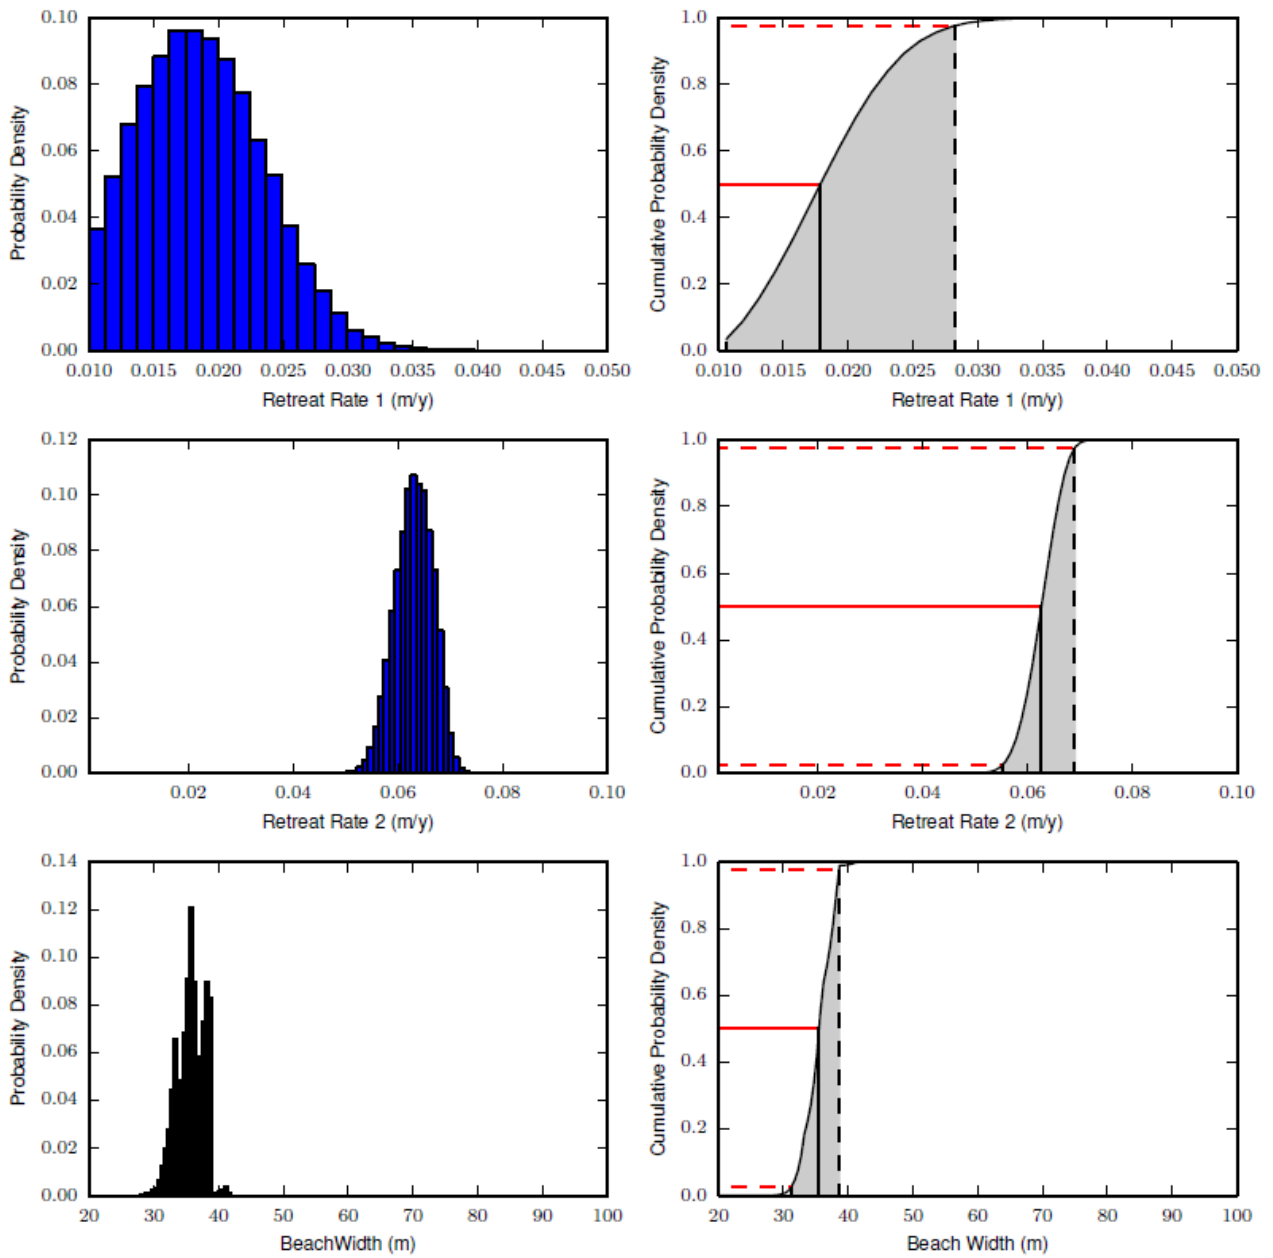 0.10
0.08
0.06
0.04
0.02
0.00
Probability Density
0.010 0.015 0.020 0.025 0.030 0.035 0.040 0.045 0.050
Retreat Rate 1 (m/y)
1.0
0.8
0.6
0.4
0.2
0.0
Cumulative Probability Density
0.010 0.015 0.020 0.025 0.030 0.035 0.040 0.045 0.050
Retreat Rate 1 (m/y)
0.12
0.10
0.08
0.06
0.04
0.02
0.00
Probability Density
0.02 0.04 0.06 0.08 0.10
Retreat Rate 2 (m/y)
1.0
0.8
0.6
0.4
0.2
0.0
Cumulative Probability Density
0.02 0.04 0.06 0.08 0.10
Retreat Rate 2 (m/y)
0.14
0.12
0.10
0.08
0.06
0.04
0.02
0.00
Probability Density
20 30 40 50 60 70 80 90 100
BeachWidth (m)
1.0
0.8
0.6
0.4
0.2
0.0
Cumulative Probability Density
20 30 40 50 60 70 80 90 100
Beach Width (m)